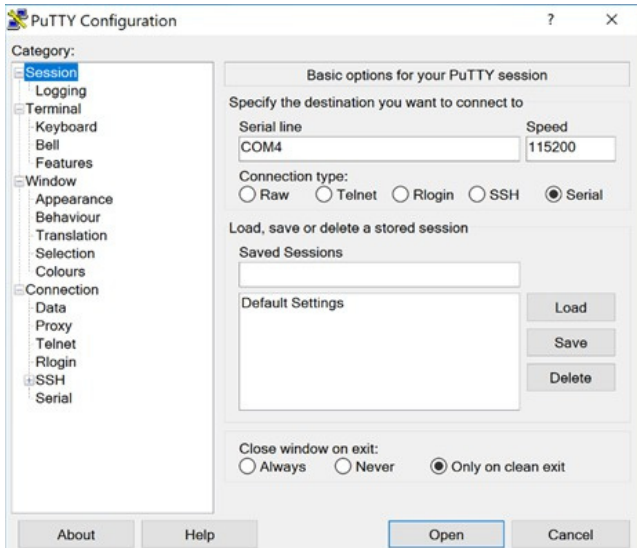 PuTTY Configuration
? ×
Category:
Session
Logging
Terminal
Keyboard
Bell
Features
Window
Appearance
Behaviour
Translation
Selection
Colours
Connection
Data
Proxy
Telnet
Rlogin
SSH
Serial
Basic options for your PuTTY session
Specify the destination you want to connect to
Serial line Speed
COM4 115200
Connection type:
Raw Telnet Rlogin SSH Serial
Load, save or delete a stored session
Saved Sessions
Default Settings
Load
Save
Delete
Close window on exit:
Always Never Only on clean exit
About Help Open Cancel